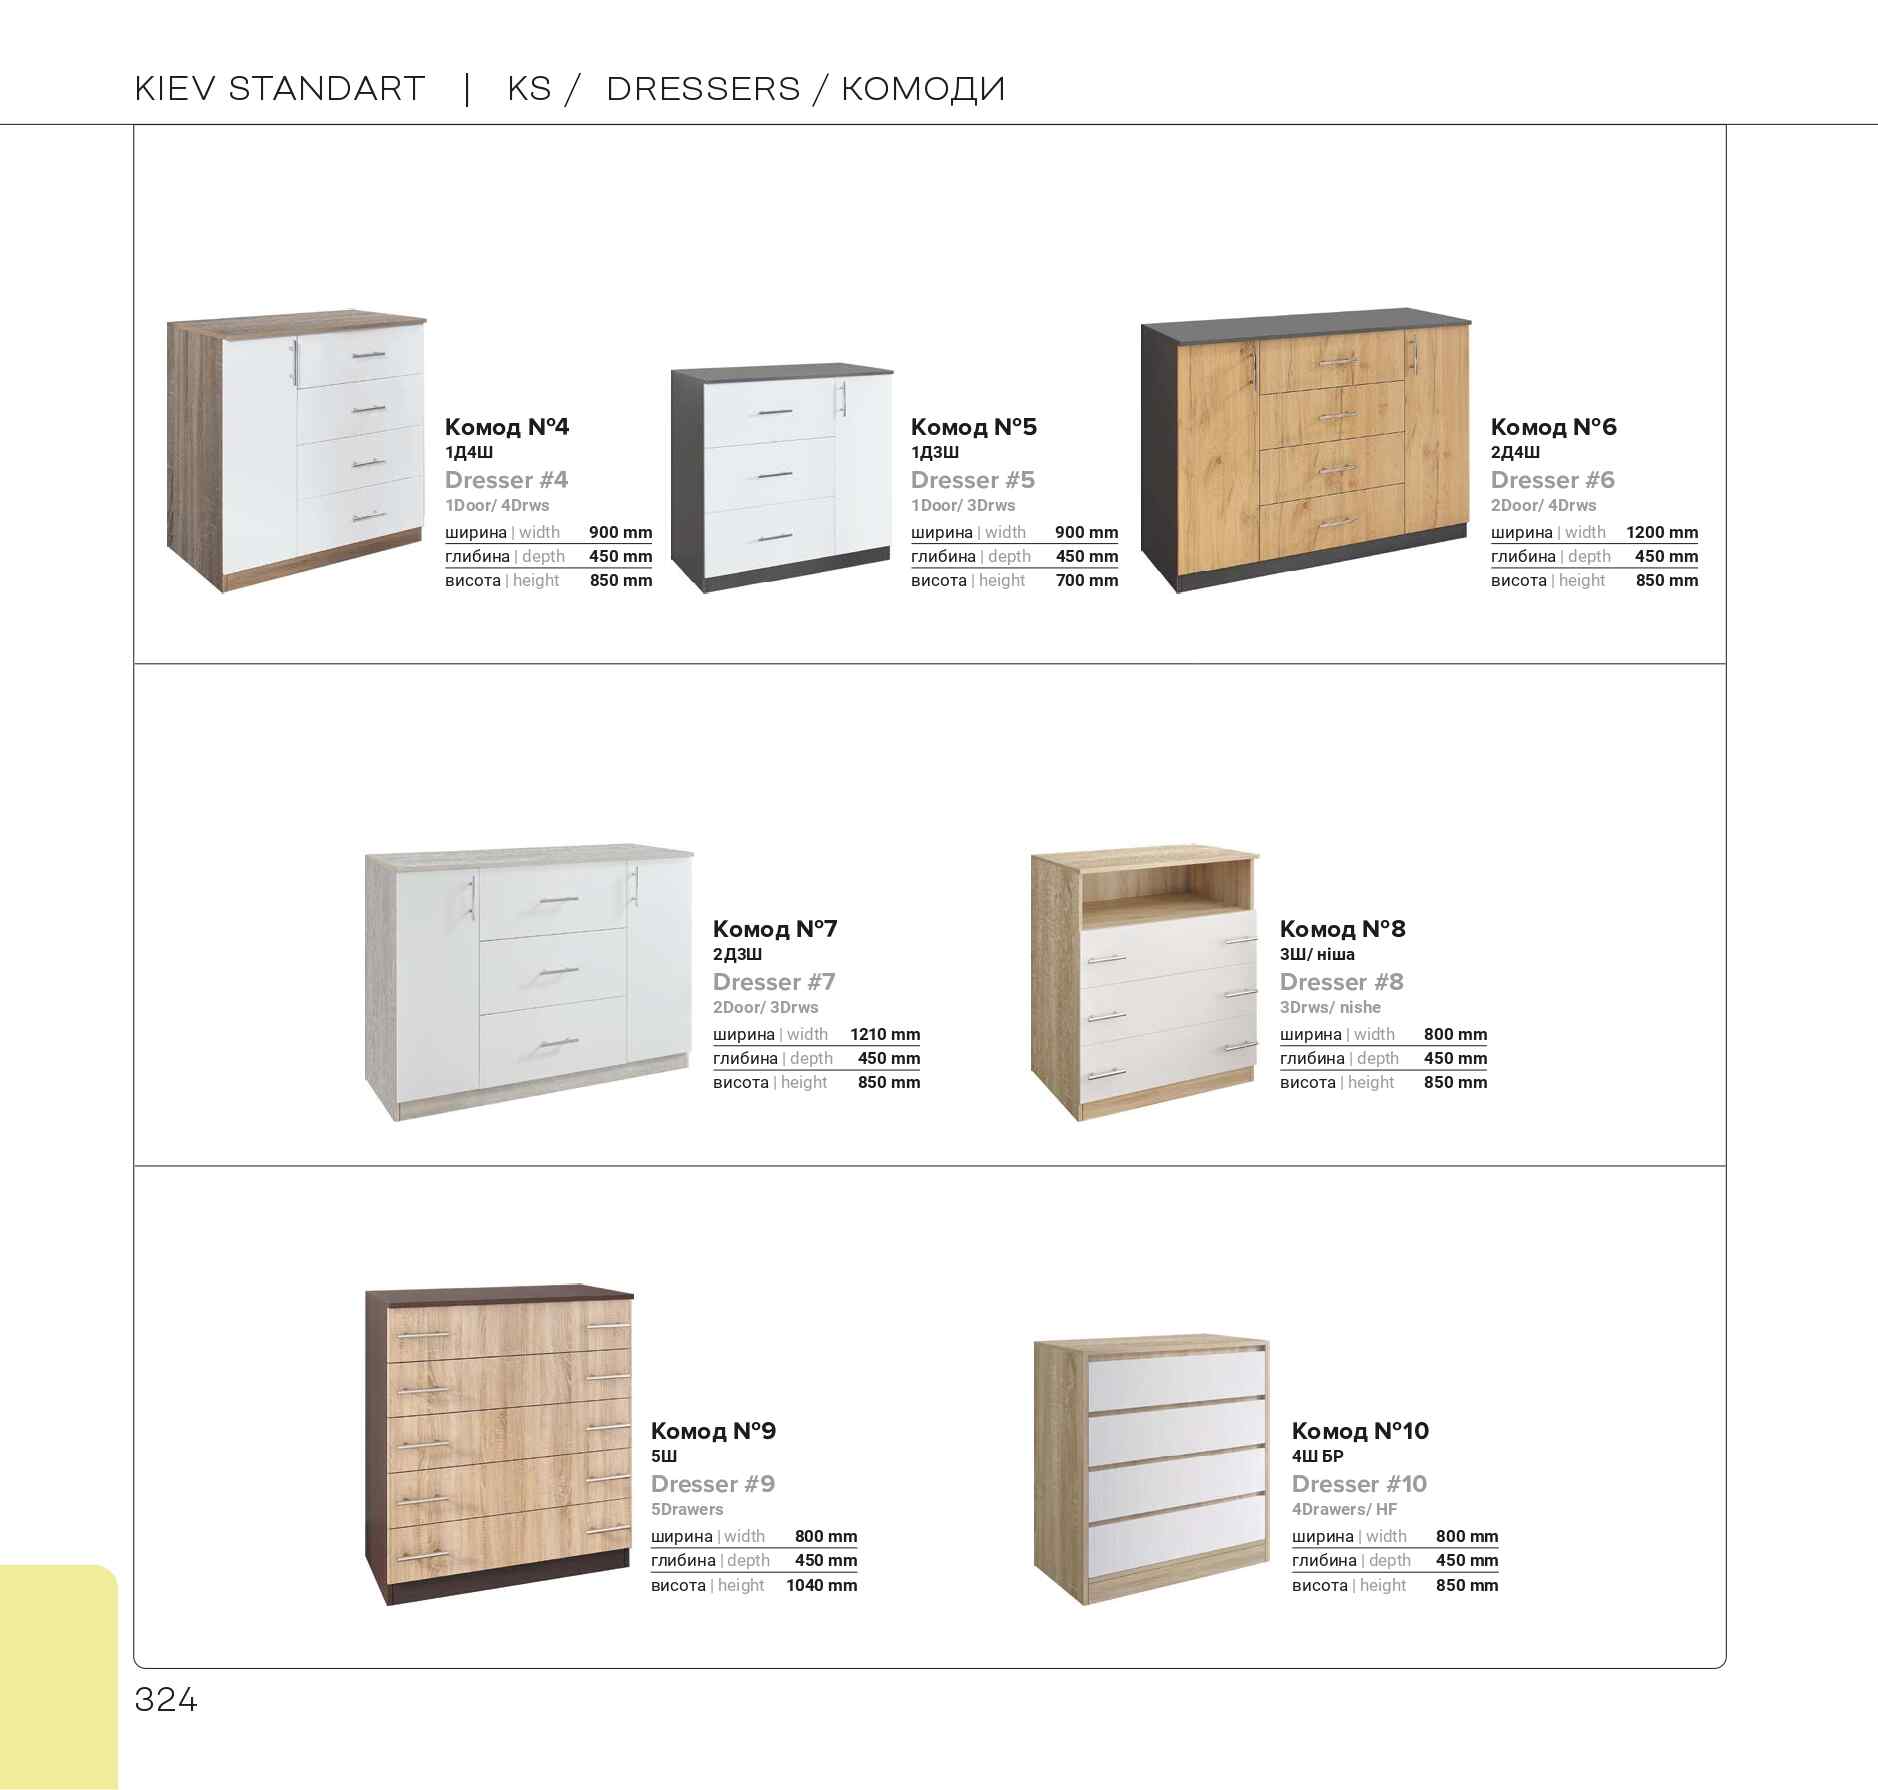 KIEV STANDART | KS / DRESSERS / КОМОДИ
Комод №4
1Д4Ш
Dresser #4
1Door/ 4Drws
ширина | width 900 mm
глибина | depth 450 mm
висота | height 850 mm
Комод №5
1Д3Ш
Dresser #5
1Door/ 3Drws
ширина | width 900 mm
глибина | depth 450 mm
висота | height 700 mm
Комод №6
2Д4Ш
Dresser #6
2Door/ 4Drws
ширина | width 1200 mm
глибина | depth 450 mm
висота | height 850 mm
Комод №7
2Д3Ш
Dresser #7
2Door/ 3Drws
ширина | width 1210 mm
глибина | depth 450 mm
висота | height 850 mm
Комод №8
3Ш/ ніша
Dresser #8
3Drws/ nishe
ширина | width 800 mm
глибина | depth 450 mm
висота | height 850 mm
Комод №9
5Ш
Dresser #9
5Drawers
ширина | width 800 mm
глибина | depth 450 mm
висота | height 1040 mm
Комод №10
4Ш БР
Dresser #10
4Drawers/ HF
ширина | width 800 mm
глибина | depth 450 mm
висота | height 850 mm
324